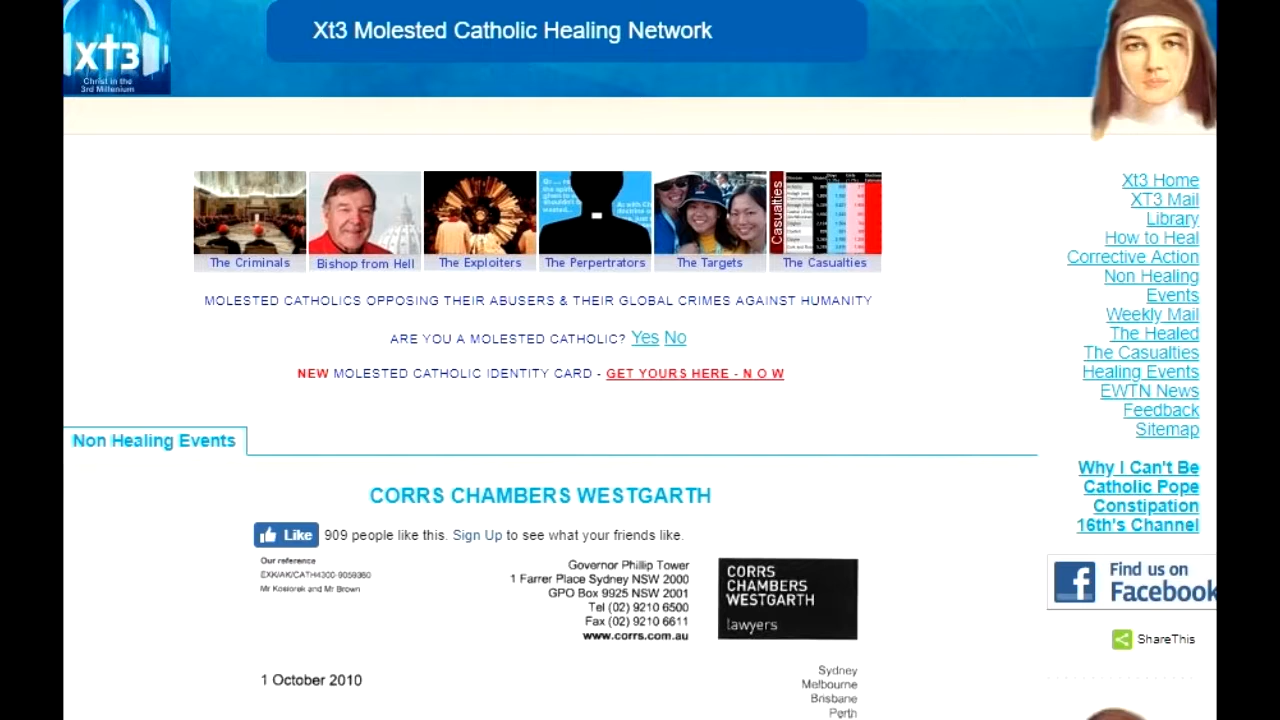 xt3
Christ in the
3rd Millenium
Xt3 Molested Catholic Healing Network
Casualties
The Criminals
Bishop from Hell
The Exploiters
The Perpertrators
The Targets
The Casualties
MOLESTED CATHOLICS OPPOSING THEIR ABUSERS & THEIR GLOBAL CRIMES AGAINST HUMANITY
ARE YOU A MOLESTED CATHOLIC? Yes No
NEW MOLESTED CATHOLIC IDENTITY CARD - GET YOURS HERE - N O W
Non Healing Events
CORRS CHAMBERS WESTGARTH
Like 909 people like this. Sign Up to see what your friends like.
Our reference
EXK/AK/CATH4300-9059360
Mr Kosiorek and Mr Brown
Governor Phillip Tower
1 Farrer Place Sydney NSW 2000
GPO Box 9925 NSW 2001
Tel (02) 9210 6500
Fax (02) 9210 6611
www.corrs.com.au
CORRS
CHAMBERS
WESTGARTH
lawyers
1 October 2010
Sydney
Melbourne
Brisbane
Perth
Xt3 Home
XT3 Mail
Library
How to Heal
Corrective Action
Non Healing
Events
Weekly Mail
The Healed
The Casualties
Healing Events
EWTN News
Feedback
Sitemap
Why I Can't Be
Catholic Pope
Constipation
16th's Channel
Find us on
Facebook
ShareThis